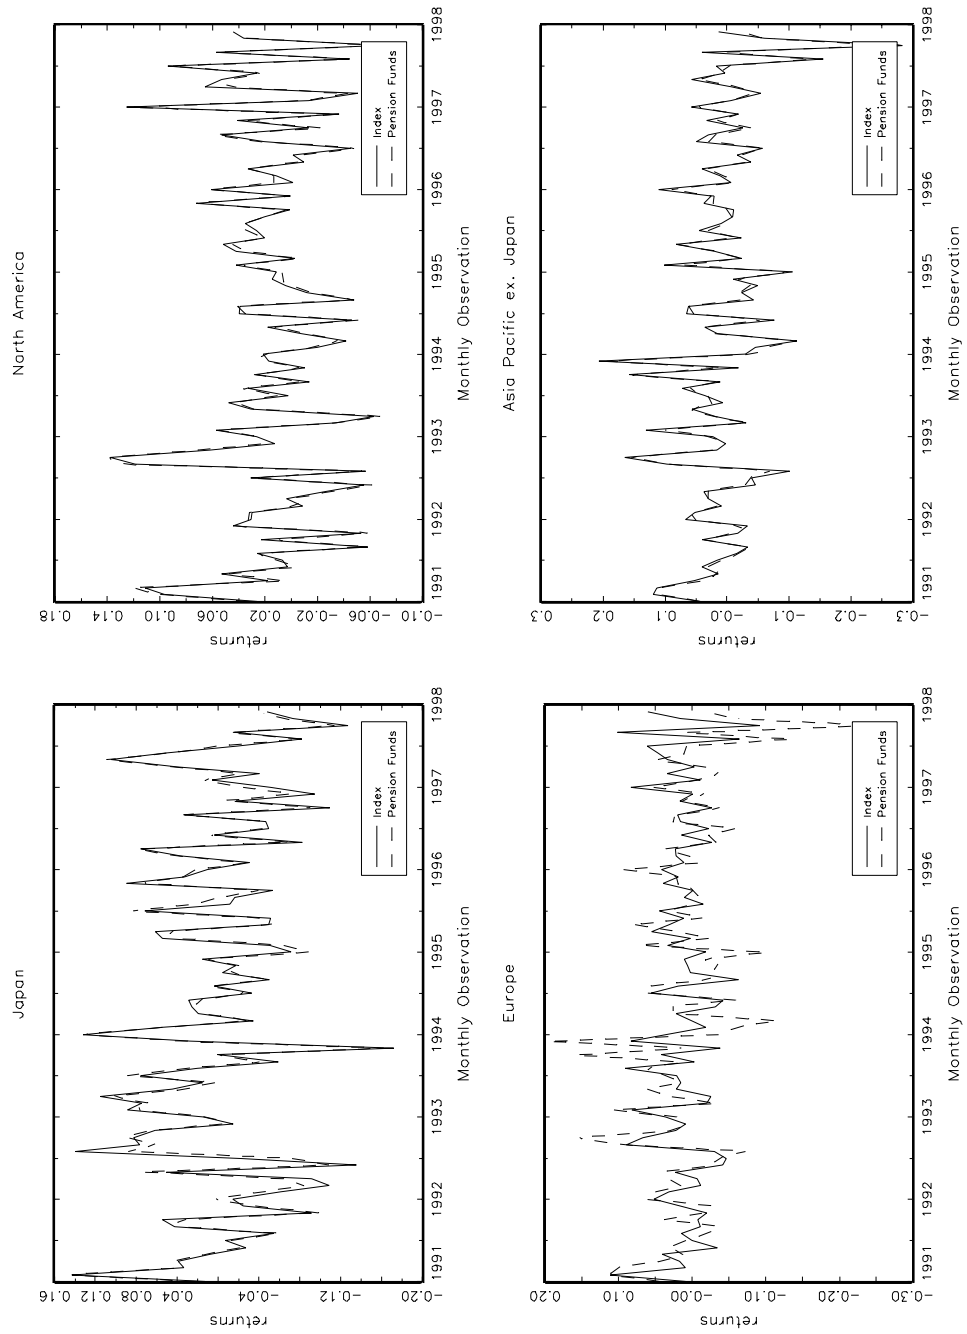 Japan
returns
0.16
0.12
0.08
0.04
−0.04
−0.12
−0.20
Index
Pension Funds
1991 1992 1993 1994 1995 1996 1997 1998
Monthly Observation
North America
returns
0.18
0.14
0.10
0.06
0.02
−0.02
−0.06
−0.10
Index
Pension Funds
1991 1992 1993 1994 1995 1996 1997 1998
Monthly Observation
Europe
returns
0.20
0.10
−0.00
−0.10
−0.20
−0.30
Index
Pension Funds
1991 1992 1993 1994 1995 1996 1997 1998
Monthly Observation
Asia Pacific ex. Japan
returns
0.3
0.2
0.1
−0.0
−0.1
−0.2
−0.3
Index
Pension Funds
1991 1992 1993 1994 1995 1996 1997 1998
Monthly Observation